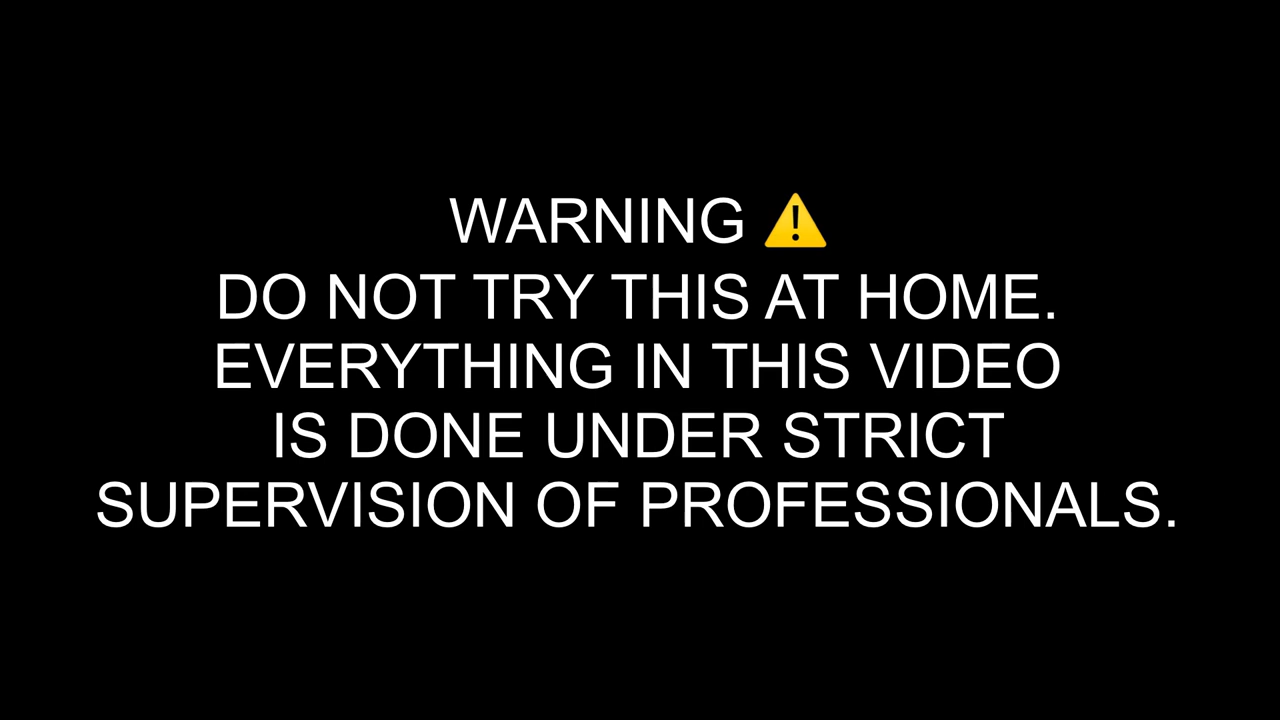 WARNING ⚠️
DO NOT TRY THIS AT HOME.
EVERYTHING IN THIS VIDEO
IS DONE UNDER STRICT
SUPERVISION OF PROFESSIONALS.